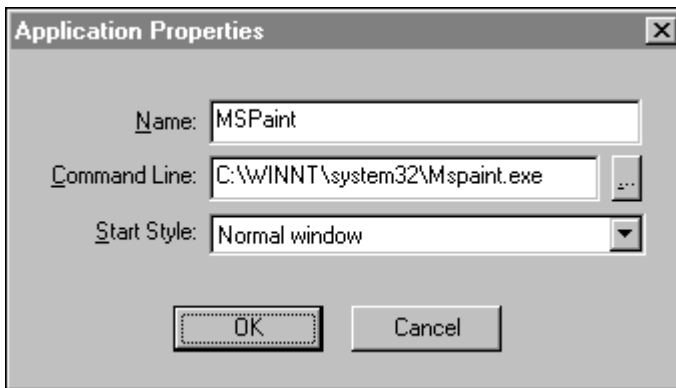 Application Properties
Name: MSPaint
Command Line: C:\WINNT\system32\Mspaint.exe ...
Start Style: Normal window
OK Cancel